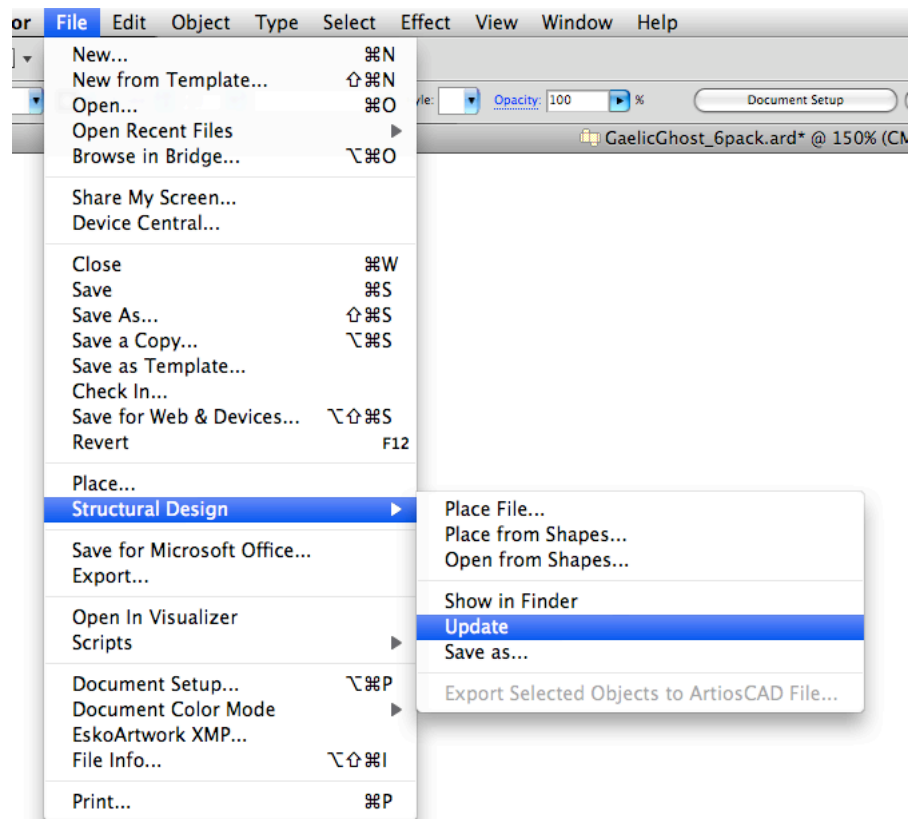 or File Edit Object Type Select Effect View Window Help
yle: Opacity: 100 % Document Setup
GaelicGhost_6pack.ard* @ 150% (CM
New... ⌘N
New from Template... ⇧⌘N
Open... ⌘O
Open Recent Files
Browse in Bridge... ⌥⌘O
Share My Screen...
Device Central...
Close ⌘W
Save ⌘S
Save As... ⇧⌘S
Save a Copy... ⌥⌘S
Save as Template...
Check In...
Save for Web & Devices... ⌥⇧⌘S
Revert F12
Place...
Structural Design
Save for Microsoft Office...
Export...
Open In Visualizer
Scripts
Document Setup... ⌥⌘P
Document Color Mode
EskoArtwork XMP...
File Info... ⌥⇧⌘I
Print... ⌘P
Place File...
Place from Shapes...
Open from Shapes...
Show in Finder
Update
Save as...
Export Selected Objects to ArtiosCAD File...